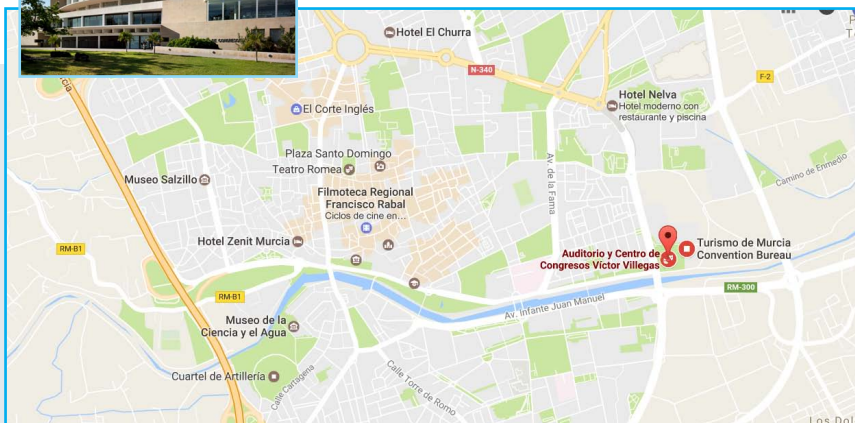 Hotel El Churra
N-340
F-2
Hotel Nelva
Hotel moderno con
restaurante y piscina
El Corte Inglés
Plaza Santo Domingo
Teatro Romea
Av. de la Fama
Camino de Enmedio
Museo Salzillo
Filmoteca Regional
Francisco Rabal
Ciclos de cine en...
Hotel Zenit Murcia
RM-B1
Auditorio y Centro de
Congresos Víctor Villegas
Turismo de Murcia
Convention Bureau
RM-300
RM-B1
Av. Infante Juan Manuel
Museo de la
Ciencia y el Agua
Cuartel de Artillería
Calle Cartagena
Calle Torre de Romo
Los Dol